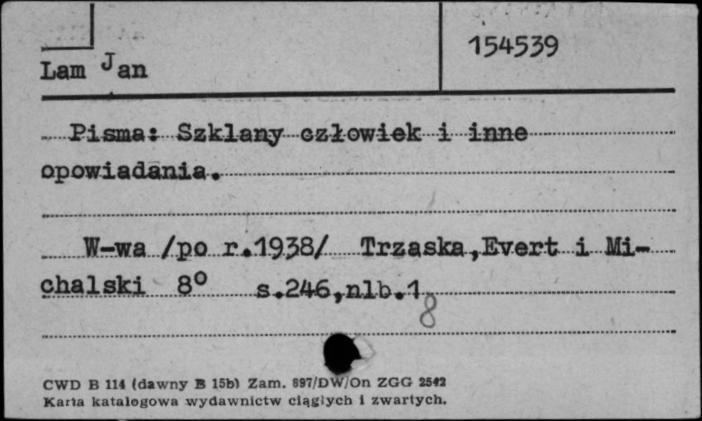 154539
Lam Jan
Pisma: Szklany człowiek i inne
opowiadania.
W-wa /po r.1938/ Trzaska,Evert i Mi-
chalski 8° s.246,nlb.1
8
CWD B 114 (dawny B 15b) Zam. 897/DW/On ZGG 2542
Karta katalogowa wydawnictw ciągłych i zwartych.